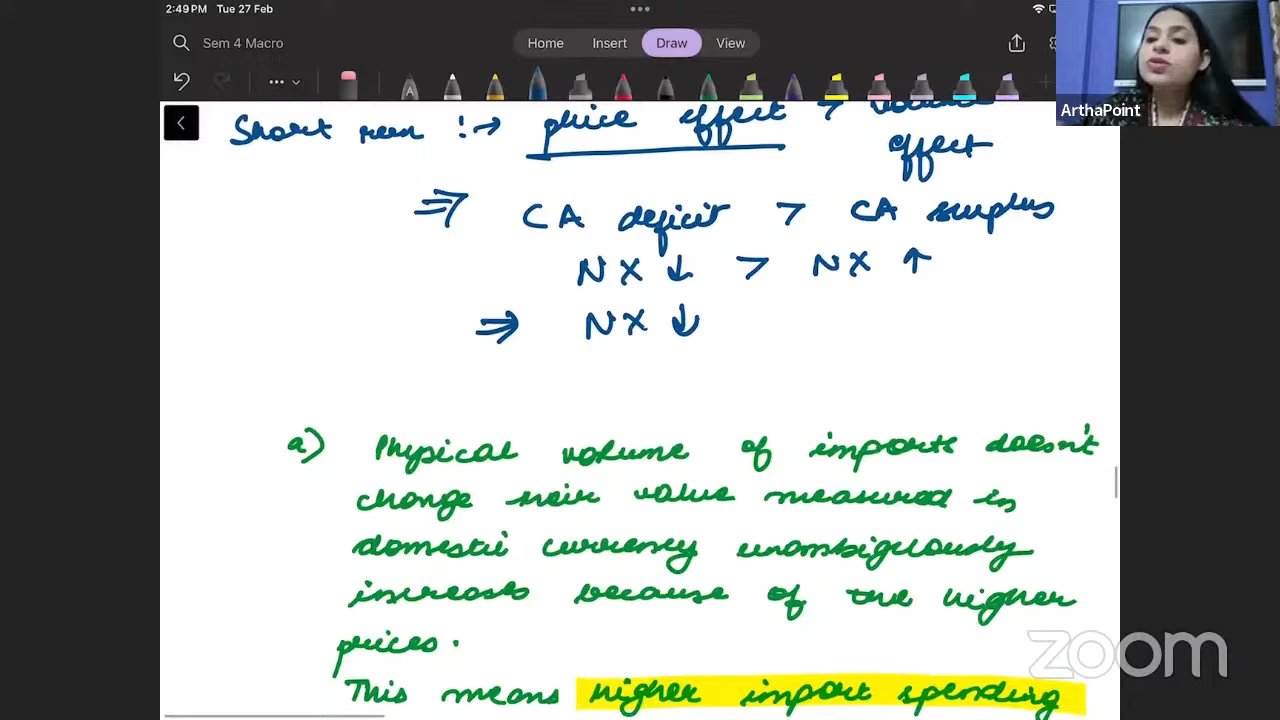 2:49 PM Tue 27 Feb
Sem 4 Macro
Home Insert Draw View
A
ArthaPoint
Short run :→ price effect > volume
effect
⇒ CA deficit > CA surplus
NX ↓ > NX ↑
⇒ NX ↓
a) Physical volume of imports doesn't
change their value measured in
domestic currency unambiguously
increases because of the higher
prices.
This means higher import spending
zoom